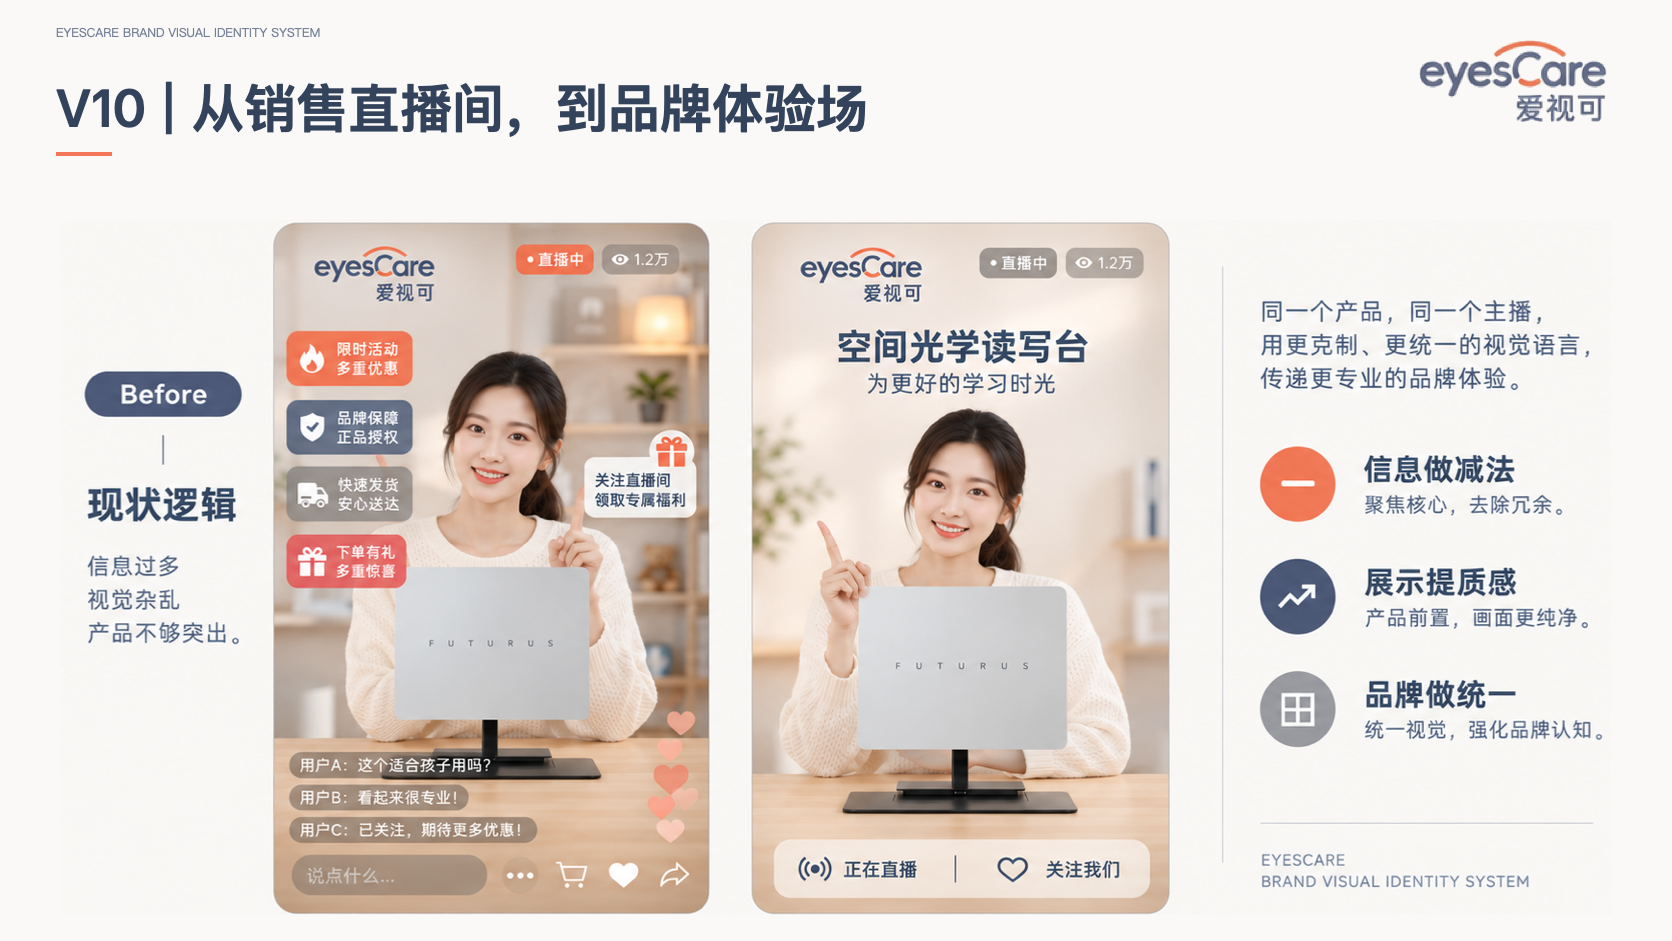 EYESCARE BRAND VISUAL IDENTITY SYSTEM
V10 | 从销售直播间，到品牌体验场
eyesCare
爱视可
Before
现状逻辑
信息过多
视觉杂乱
产品不够突出。
eyesCare
爱视可
直播中
1.2万
限时活动
多重优惠
品牌保障
正品授权
快速发货
安心送达
下单有礼
多重惊喜
关注直播间
领取专属福利
FUTURUS
用户A：这个适合孩子用吗？
用户B：看起来很专业！
用户C：已关注，期待更多优惠！
说点什么...
eyesCare
爱视可
直播中
1.2万
空间光学读写台
为更好的学习时光
FUTURUS
正在直播
关注我们
同一个产品，同一个主播，
用更克制、更统一的视觉语言，
传递更专业的品牌体验。
信息做减法
聚焦核心，去除冗余。
展示提质感
产品前置，画面更纯净。
品牌做统一
统一视觉，强化品牌认知。
EYESCARE
BRAND VISUAL IDENTITY SYSTEM